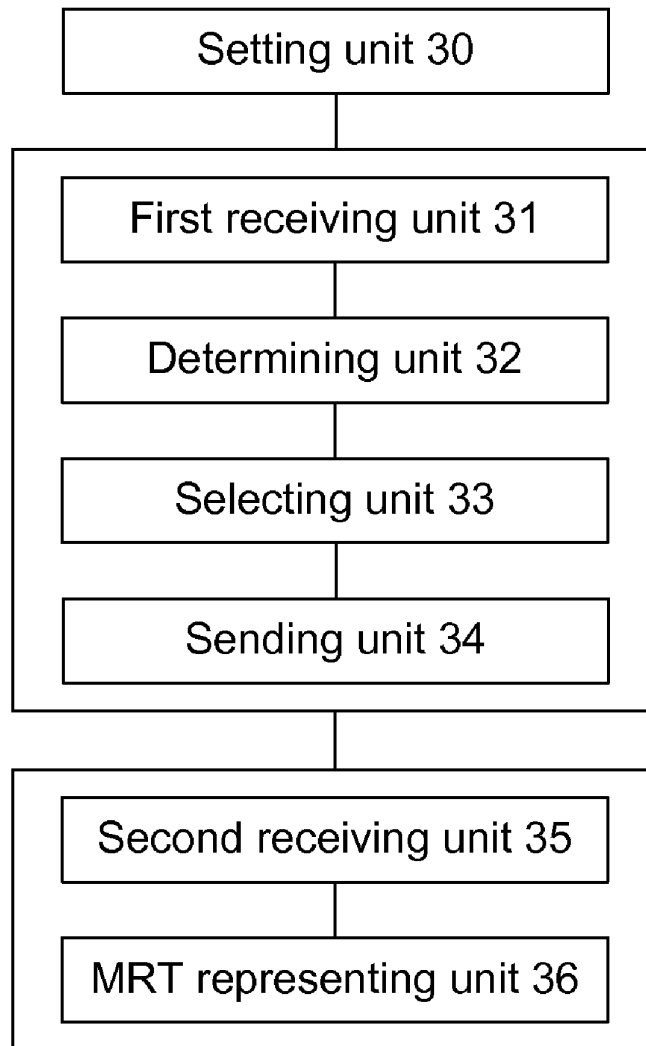 Setting unit 30
First receiving unit 31
Determining unit 32
Selecting unit 33
Sending unit 34
Second receiving unit 35
MRT representing unit 36